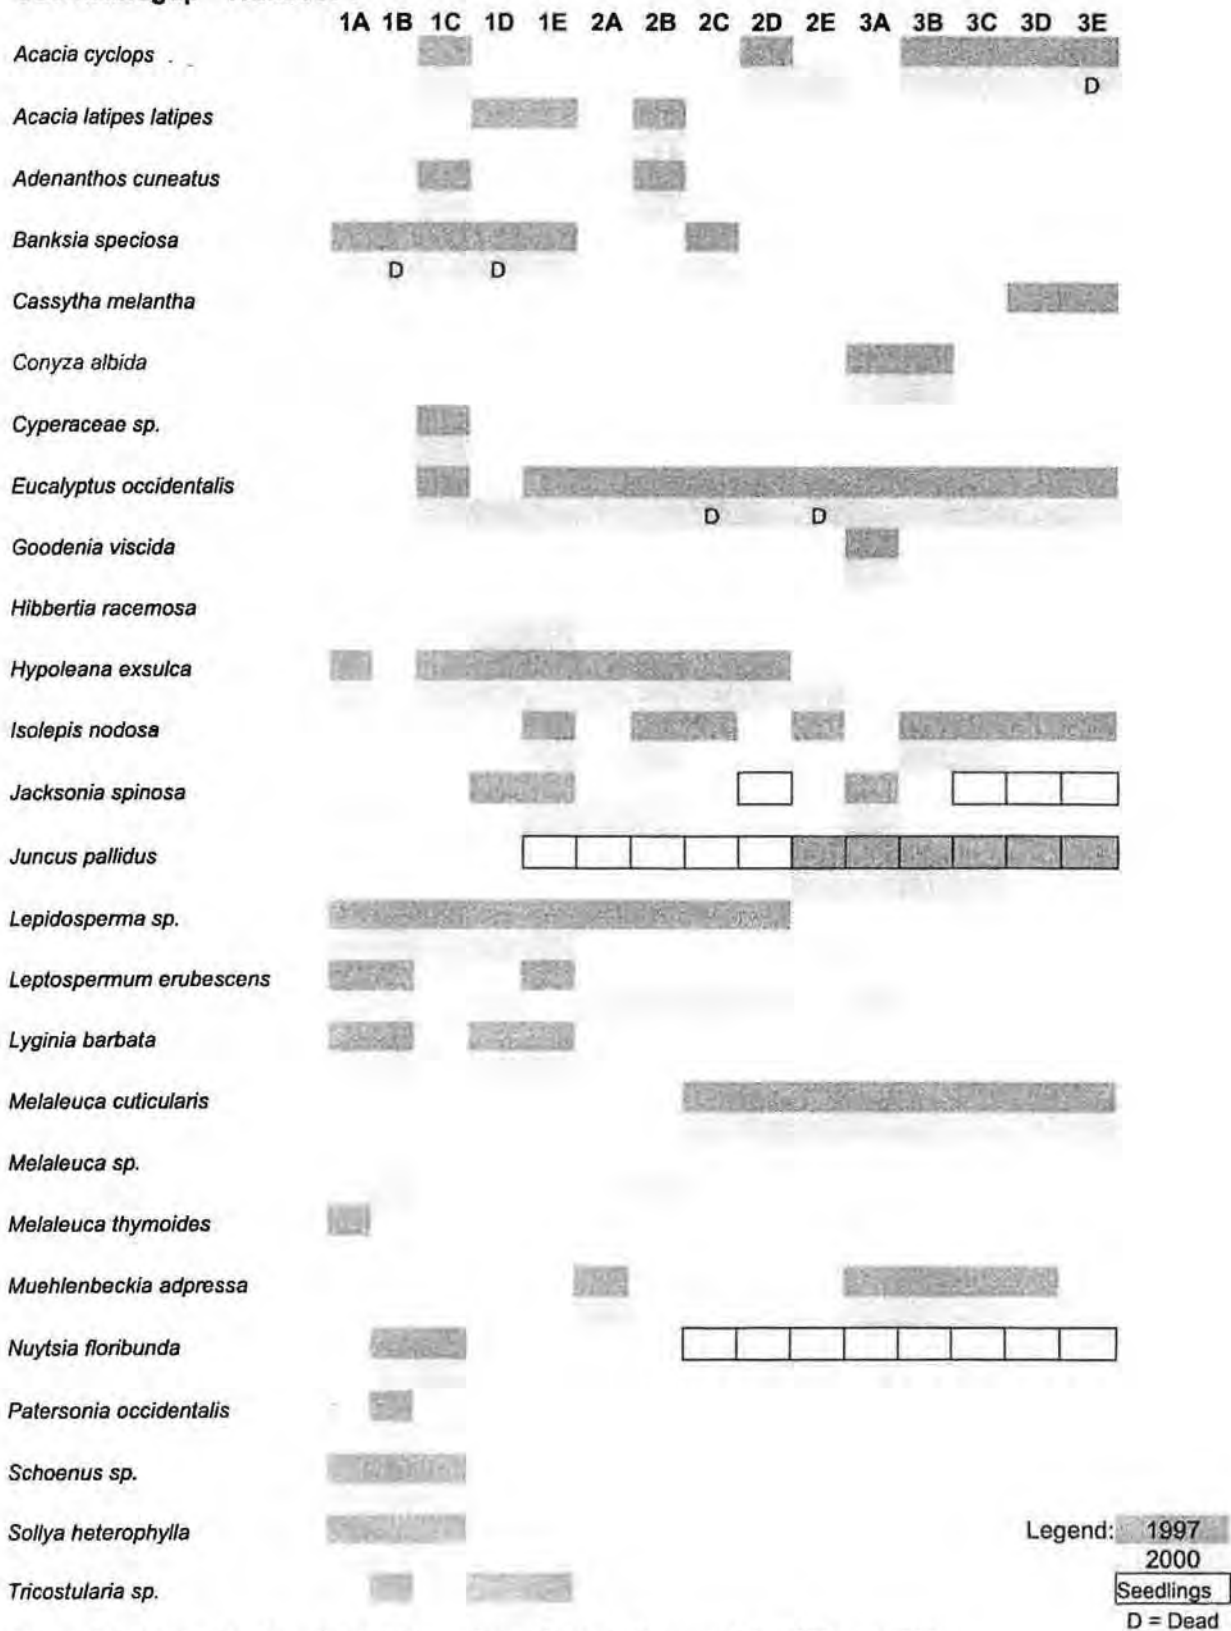 1A 1B 1C 1D 1E 2A 2B 2C 2D 2E 3A 3B 3C 3D 3E
Acacia cyclops
D
Acacia latipes latipes
Adenanthos cuneatus
Banksia speciosa
D D
Cassytha melantha
Conyza albida
Cyperaceae sp.
Eucalyptus occidentalis
D D
Goodenia viscida
Hibbertia racemosa
Hypoleana exsulca
Isolepis nodosa
Jacksonia spinosa
Juncus pallidus
Lepidosperma sp.
Leptospermum erubescens
Lyginia barbata
Melaleuca cuticularis
Melaleuca sp.
Melaleuca thymoides
Muehlenbeckia adpressa
Nuytsia floribunda
Patersonia occidentalis
Schoenus sp.
Sollya heterophylla
Legend: 1997
2000
Tricostularia sp.
Seedlings
D = Dead